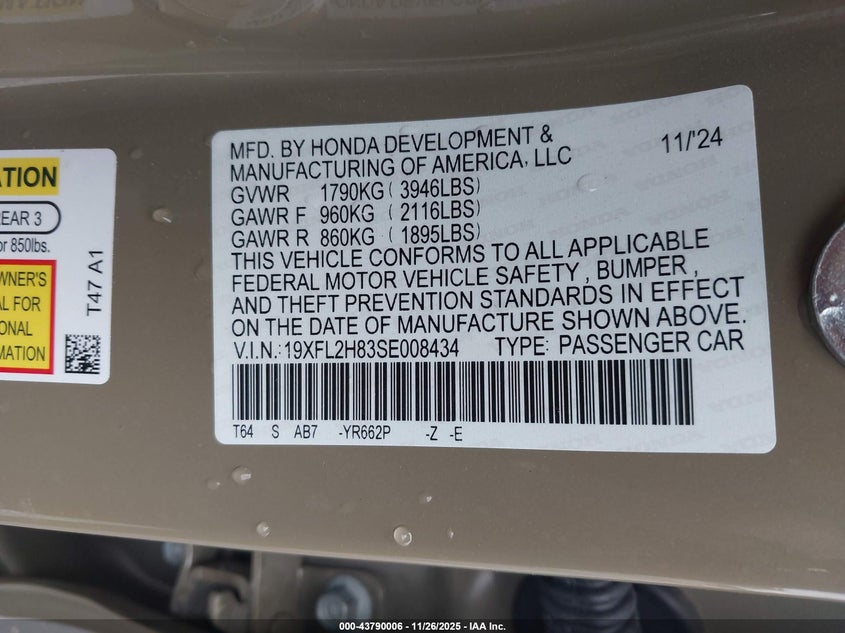 ATION
REAR 3
or 850lbs.
WNER'S
AL FOR
ONAL
MATION
T47 A1
MFD. BY HONDA DEVELOPMENT &
MANUFACTURING OF AMERICA, LLC 11/'24
GVWR 1790KG ( 3946LBS)
GAWR F 960KG ( 2116LBS)
GAWR R 860KG ( 1895LBS)
THIS VEHICLE CONFORMS TO ALL APPLICABLE
FEDERAL MOTOR VEHICLE SAFETY , BUMPER ,
AND THEFT PREVENTION STANDARDS IN EFFECT
ON THE DATE OF MANUFACTURE SHOWN ABOVE.
V.I.N.:19XFL2H83SE008434 TYPE: PASSENGER CAR
T64 S AB7 -YR662P -Z -E
000-43790006 - 11/26/2025 - IAA Inc.